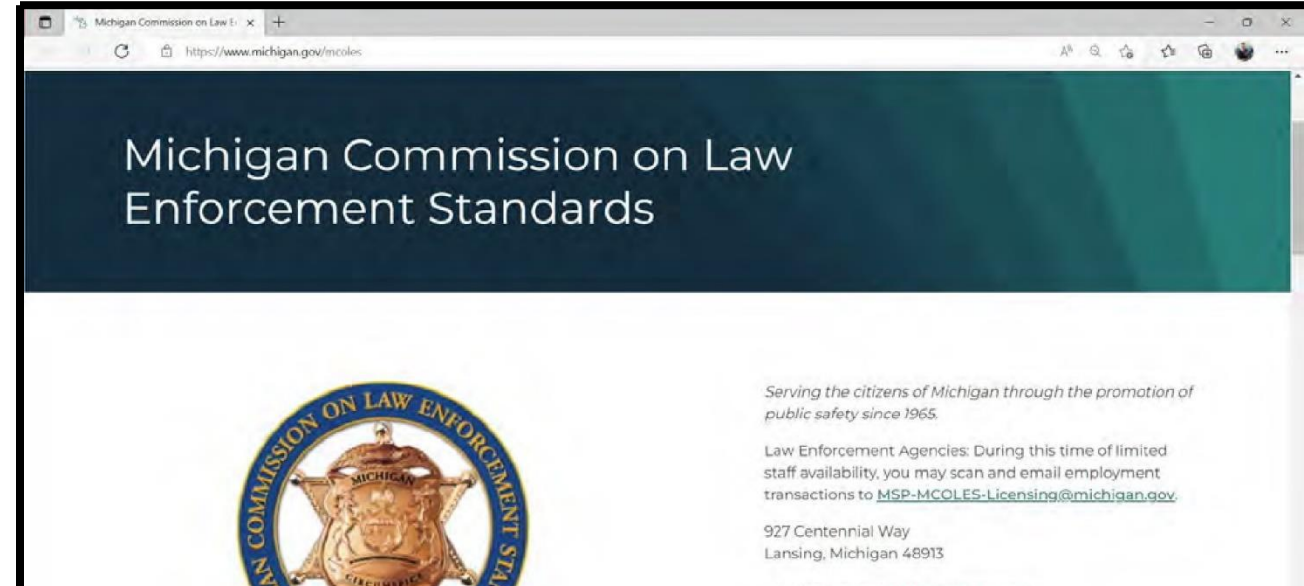 Michigan Commission on Law E
https://www.michigan.gov/mcoles
Michigan Commission on Law
Enforcement Standards
Serving the citizens of Michigan through the promotion of
public safety since 1965.
Law Enforcement Agencies: During this time of limited
staff availability, you may scan and email employment
transactions to MSP-MCOLES-Licensing@michigan.gov.
927 Centennial Way
Lansing, Michigan 48913
AN COMMISSION ON LAW ENFORCEMENT STA
MICHIGAN